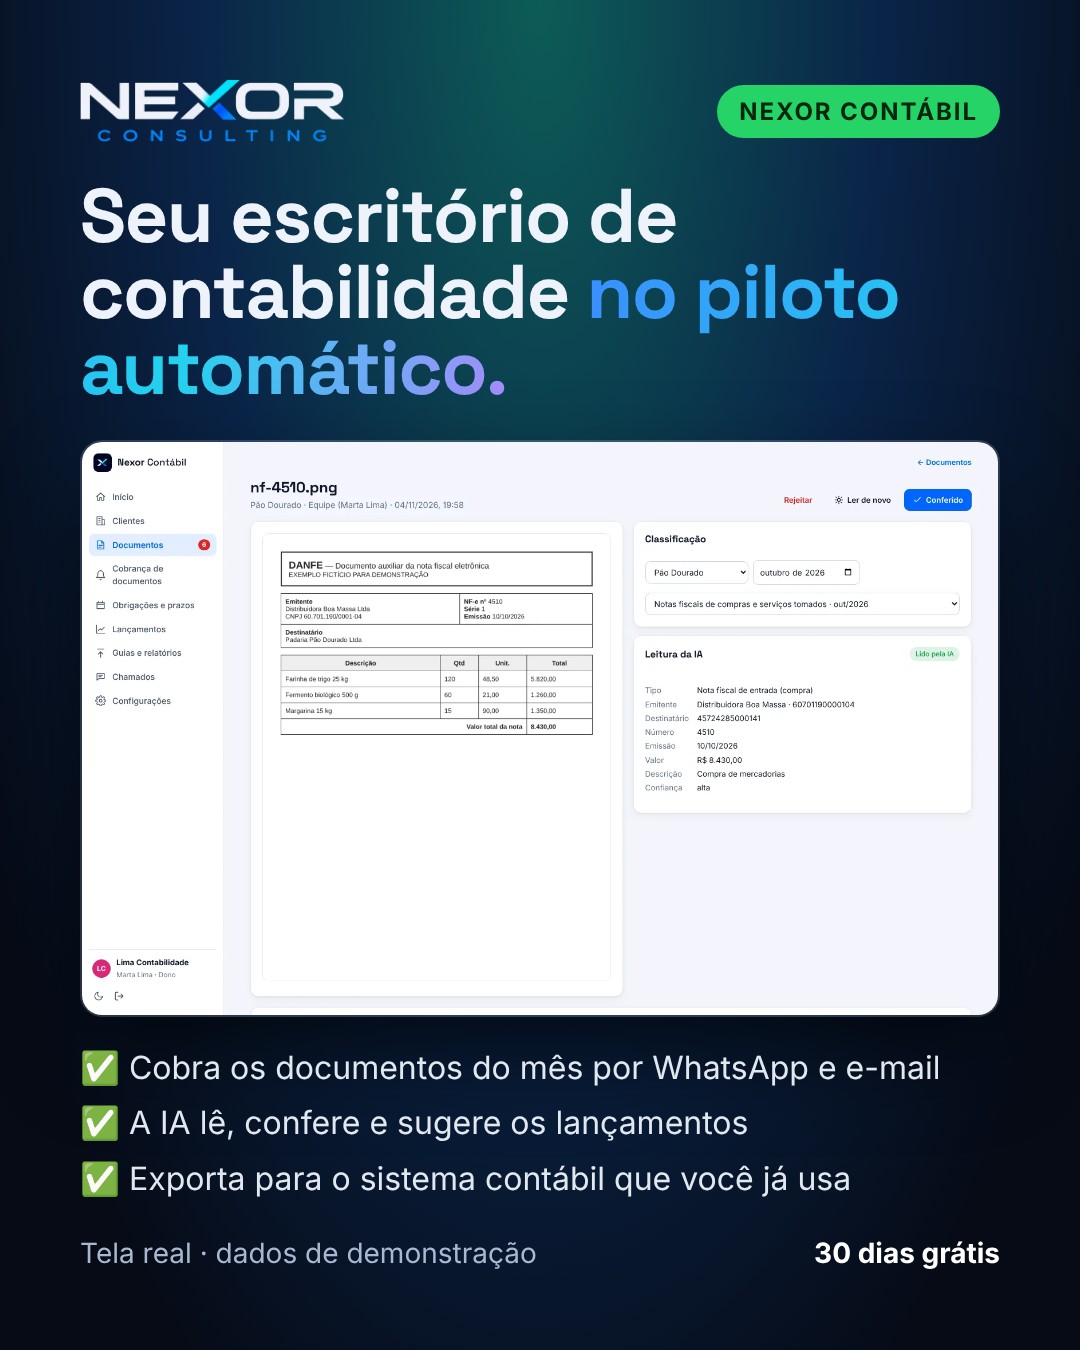 NEXOR
CONSULTING
NEXOR CONTÁBIL
Seu escritório de
contabilidade no piloto
automático.
Nexor Contábil
Início
Clientes
Documentos
6
Cobrança de
documentos
Obrigações e prazos
Lançamentos
Guias e relatórios
Chamados
Configurações
LC
Lima Contabilidade
Marta Lima · Dono
← Documentos
nf-4510.png
Pão Dourado · Equipe (Marta Lima) · 04/11/2026, 19:58
Rejeitar
Ler de novo
Conferido
DANFE — Documento auxiliar da nota fiscal eletrônica
EXEMPLO FICTÍCIO PARA DEMONSTRAÇÃO
Emitente
Distribuidora Boa Massa Ltda
CNPJ 60.701.190/0001-04
NF-e nº 4510
Série 1
Emissão 10/10/2026
Destinatário
Padaria Pão Dourado Ltda
Descrição Qtd Unit. Total
Farinha de trigo 25 kg 120 48,50 5.820,00
Fermento biológico 500 g 60 21,00 1.260,00
Margarina 15 kg 15 90,00 1.350,00
Valor total da nota 8.430,00
Classificação
Pão Dourado
outubro de 2026
Notas fiscais de compras e serviços tomados · out/2026
Leitura da IA
Lido pela IA
Tipo Nota fiscal de entrada (compra)
Emitente Distribuidora Boa Massa · 60701190000104
Destinatário 45724285000141
Número 4510
Emissão 10/10/2026
Valor R$ 8.430,00
Descrição Compra de mercadorias
Confiança alta
✅ Cobra os documentos do mês por WhatsApp e e-mail
✅ A IA lê, confere e sugere os lançamentos
✅ Exporta para o sistema contábil que você já usa
Tela real · dados de demonstração
30 dias grátis